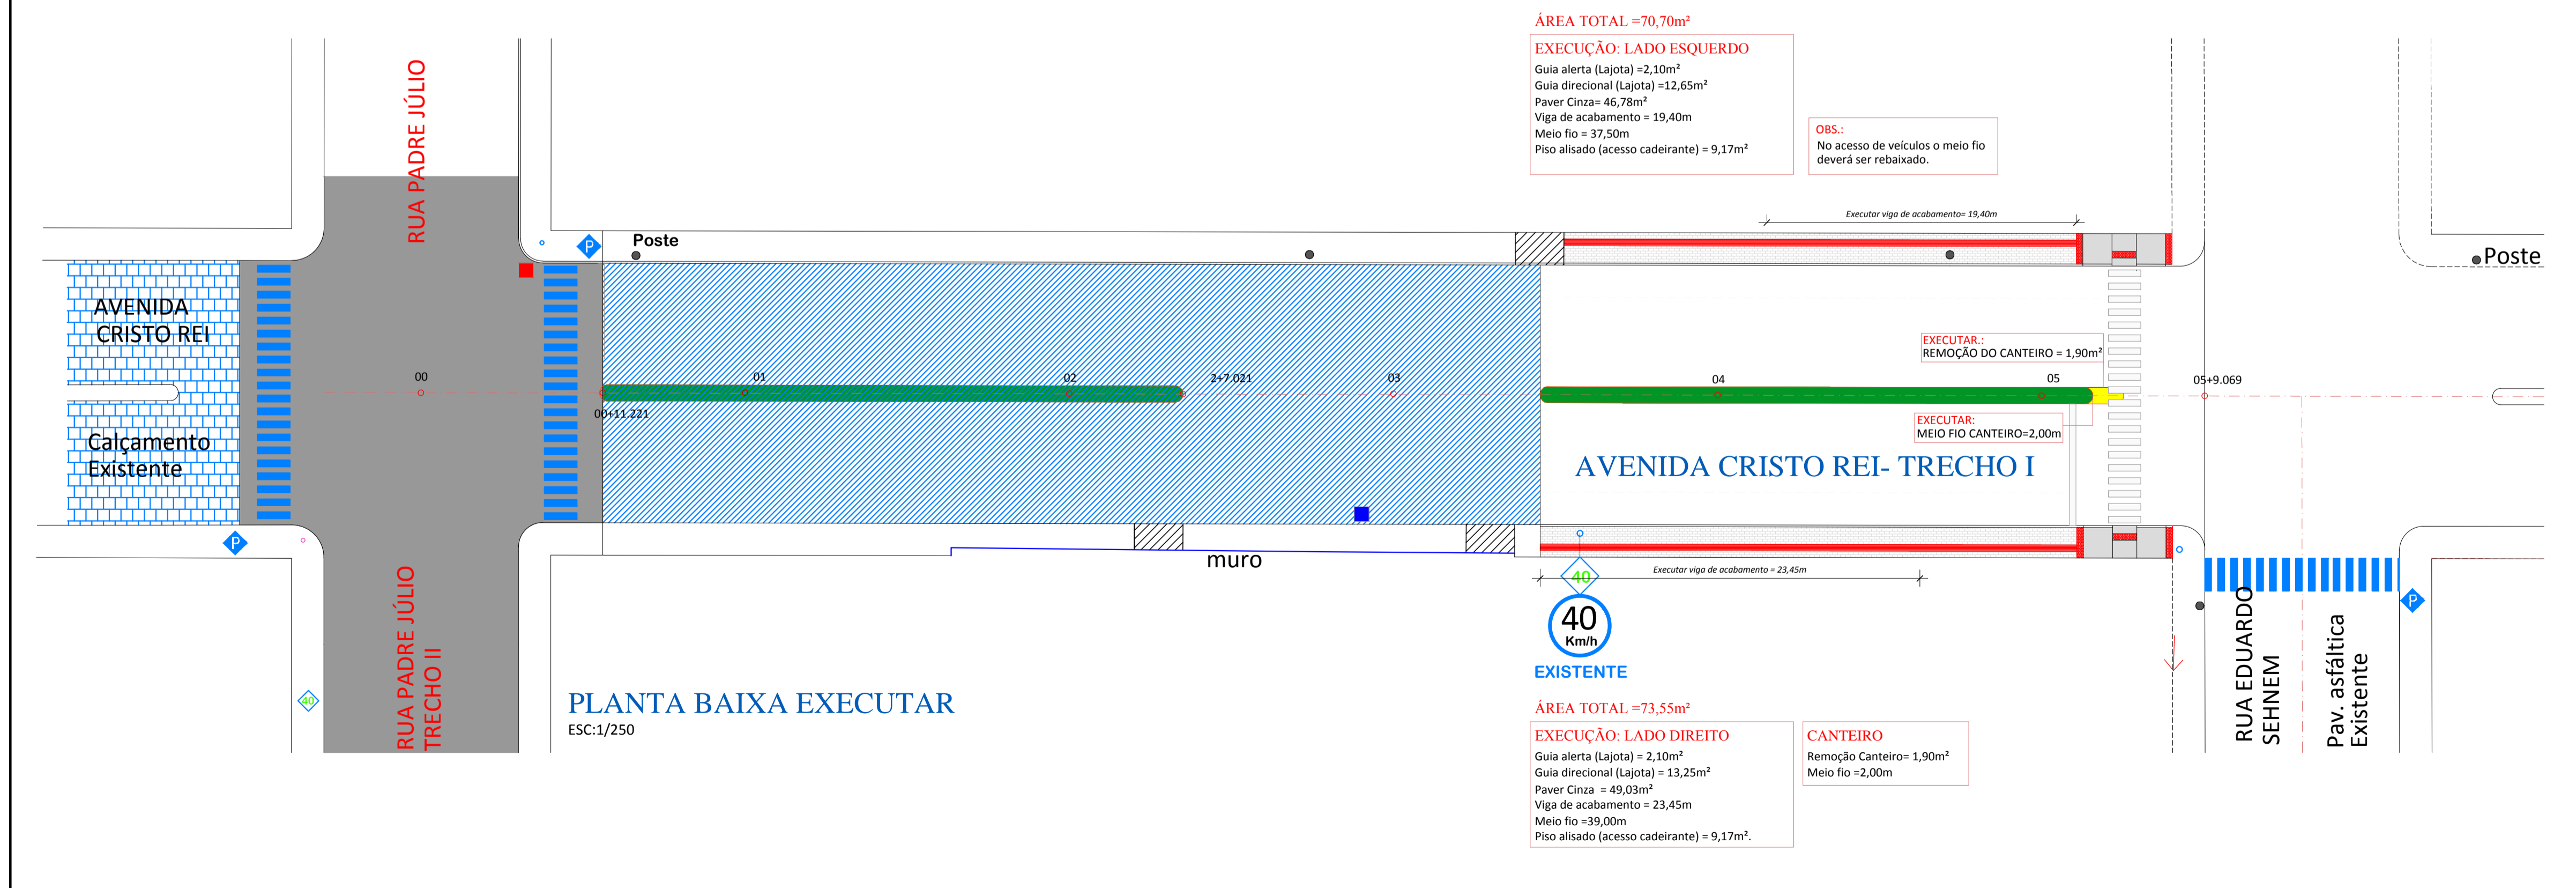 ÁREA TOTAL =70,70m²
EXECUÇÃO: LADO ESQUERDO
Guia alerta (Lajota) =2,10m²
Guia direcional (Lajota) =12,65m²
Paver Cinza= 46,78m²
Viga de acabamento = 19,40m
Meio fio = 37,50m
Piso alisado (acesso cadeirante) = 9,17m²
OBS.:
No acesso de veículos o meio fio
deverá ser rebaixado.
RUA PADRE JÚLIO
Executar viga de acabamento= 19,40m
P
Poste
Poste
AVENIDA
CRISTO REI
EXECUTAR.:
REMOÇÃO DO CANTEIRO = 1,90m²
00
01
02
2+7.021
03
04
05
05+9.069
00+11.221
EXECUTAR:
MEIO FIO CANTEIRO=2,00m
Calçamento
Existente
AVENIDA CRISTO REI- TRECHO I
P
muro
Executar viga de acabamento = 23,45m
40
40
Km/h
EXISTENTE
P
RUA PADRE JÚLIO
TRECHO II
RUA EDUARDO
SEHNEM
Pav. asfáltica
Existente
40
PLANTA BAIXA EXECUTAR
ESC:1/250
ÁREA TOTAL =73,55m²
EXECUÇÃO: LADO DIREITO
Guia alerta (Lajota) = 2,10m²
Guia direcional (Lajota) = 13,25m²
Paver Cinza = 49,03m²
Viga de acabamento = 23,45m
Meio fio =39,00m
Piso alisado (acesso cadeirante) = 9,17m².
CANTEIRO
Remoção Canteiro= 1,90m²
Meio fio =2,00m